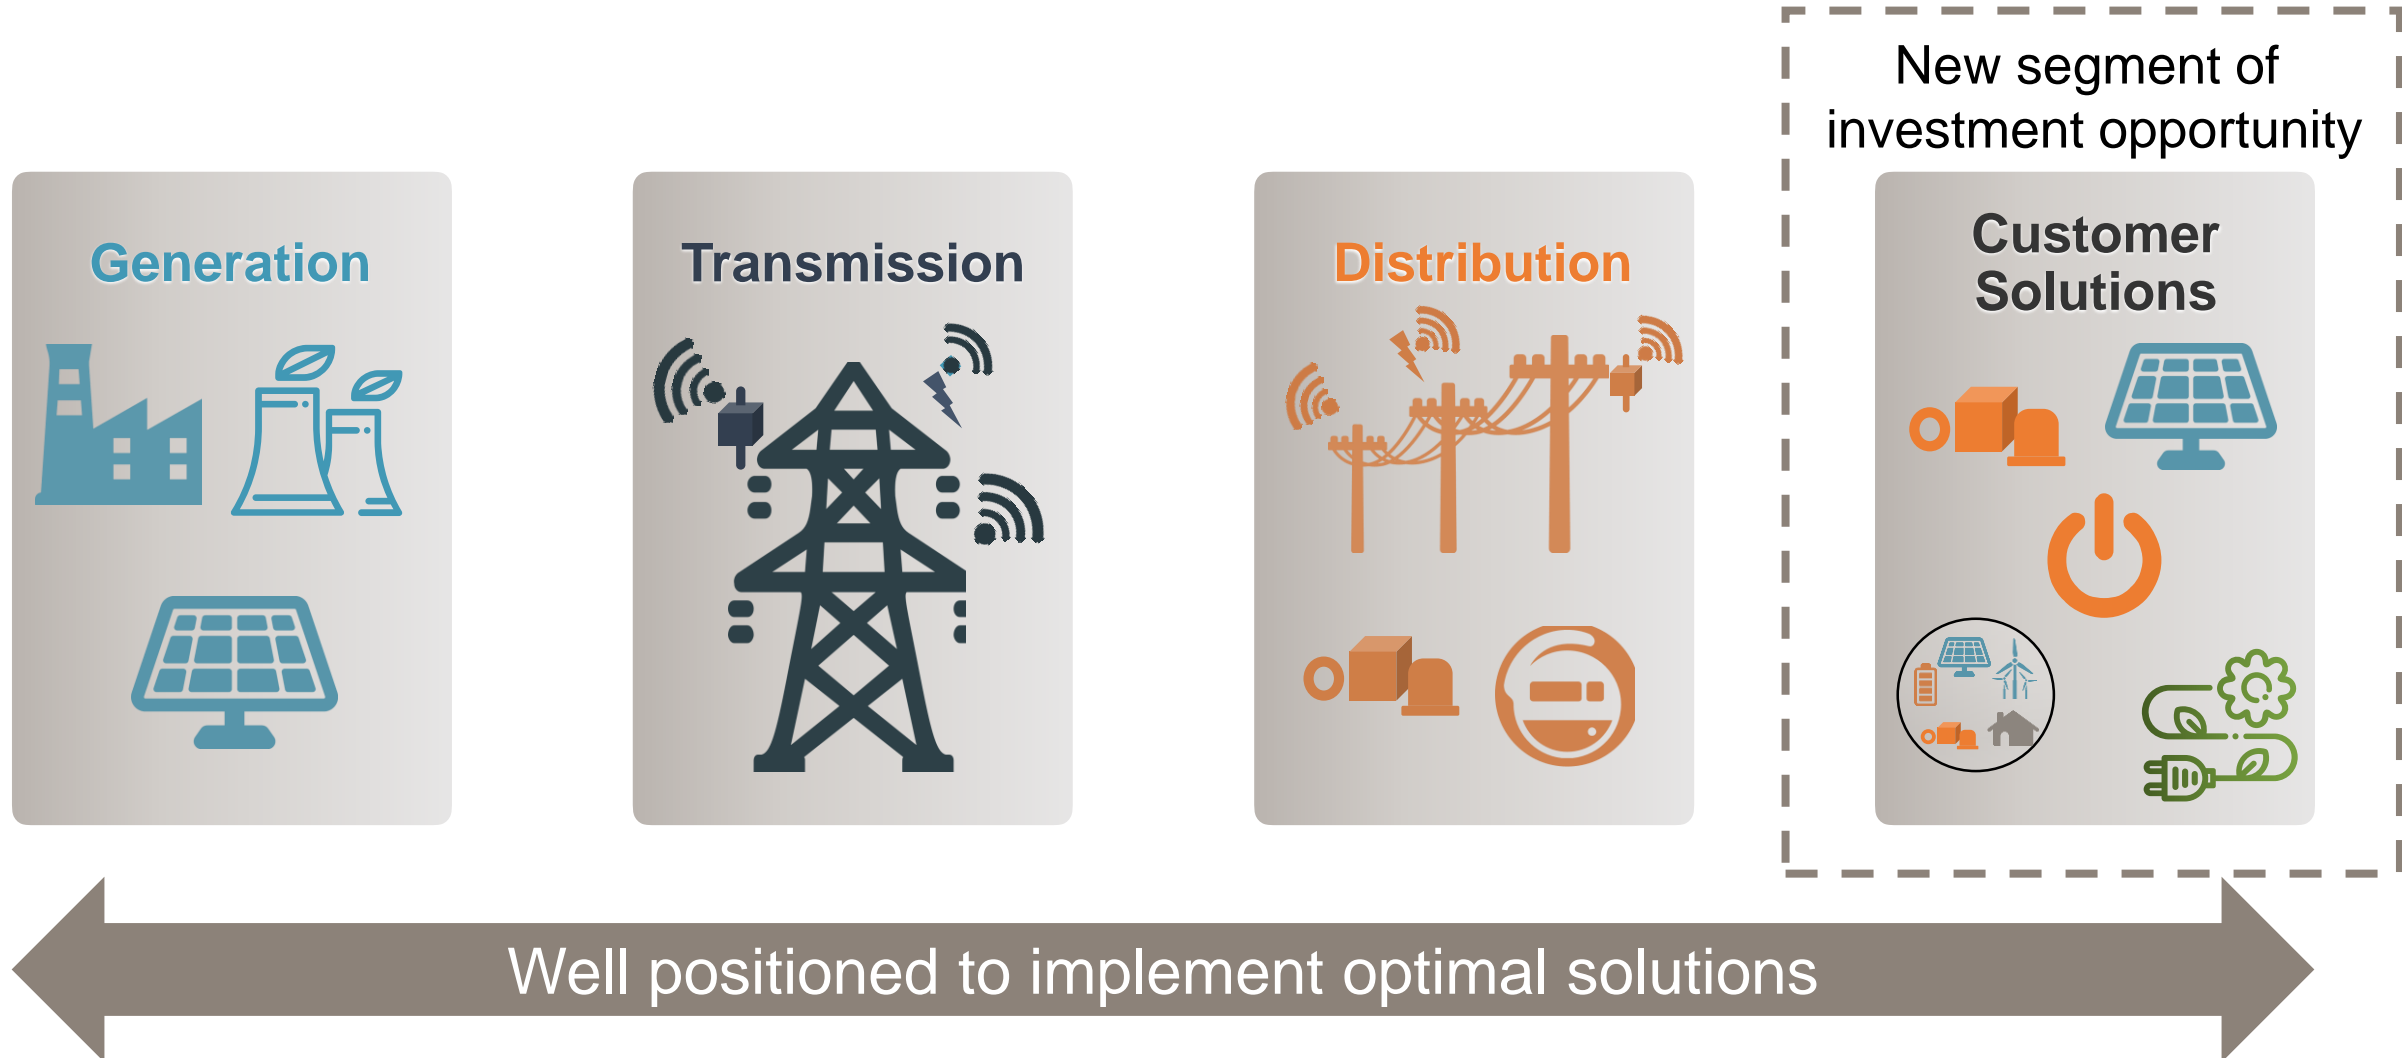 New segment of
investment opportunity
Generation
Transmission
Distribution
Customer
Solutions
Well positioned to implement optimal solutions